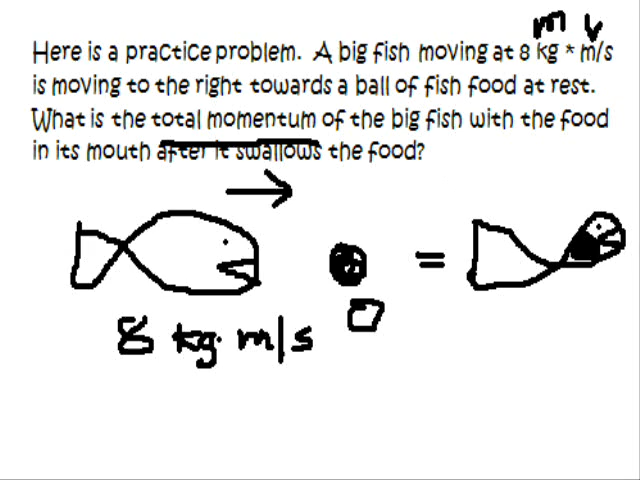 m v
Here is a practice problem. A big fish moving at 8 kg * m/s
is moving to the right towards a ball of fish food at rest.
What is the total momentum of the big fish with the food
in its mouth after it swallows the food?
=
8 kg· m/s 0